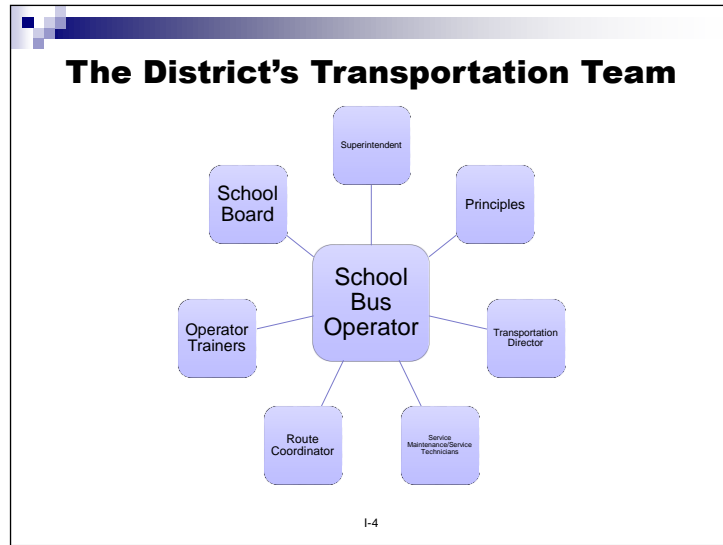 The District's Transportation Team
Superintendent
School
Board
Principles
School
Bus
Operator
Operator
Trainers
Transportation
Director
Route
Coordinator
Service
Maintenance/Service
Technicians
I-4